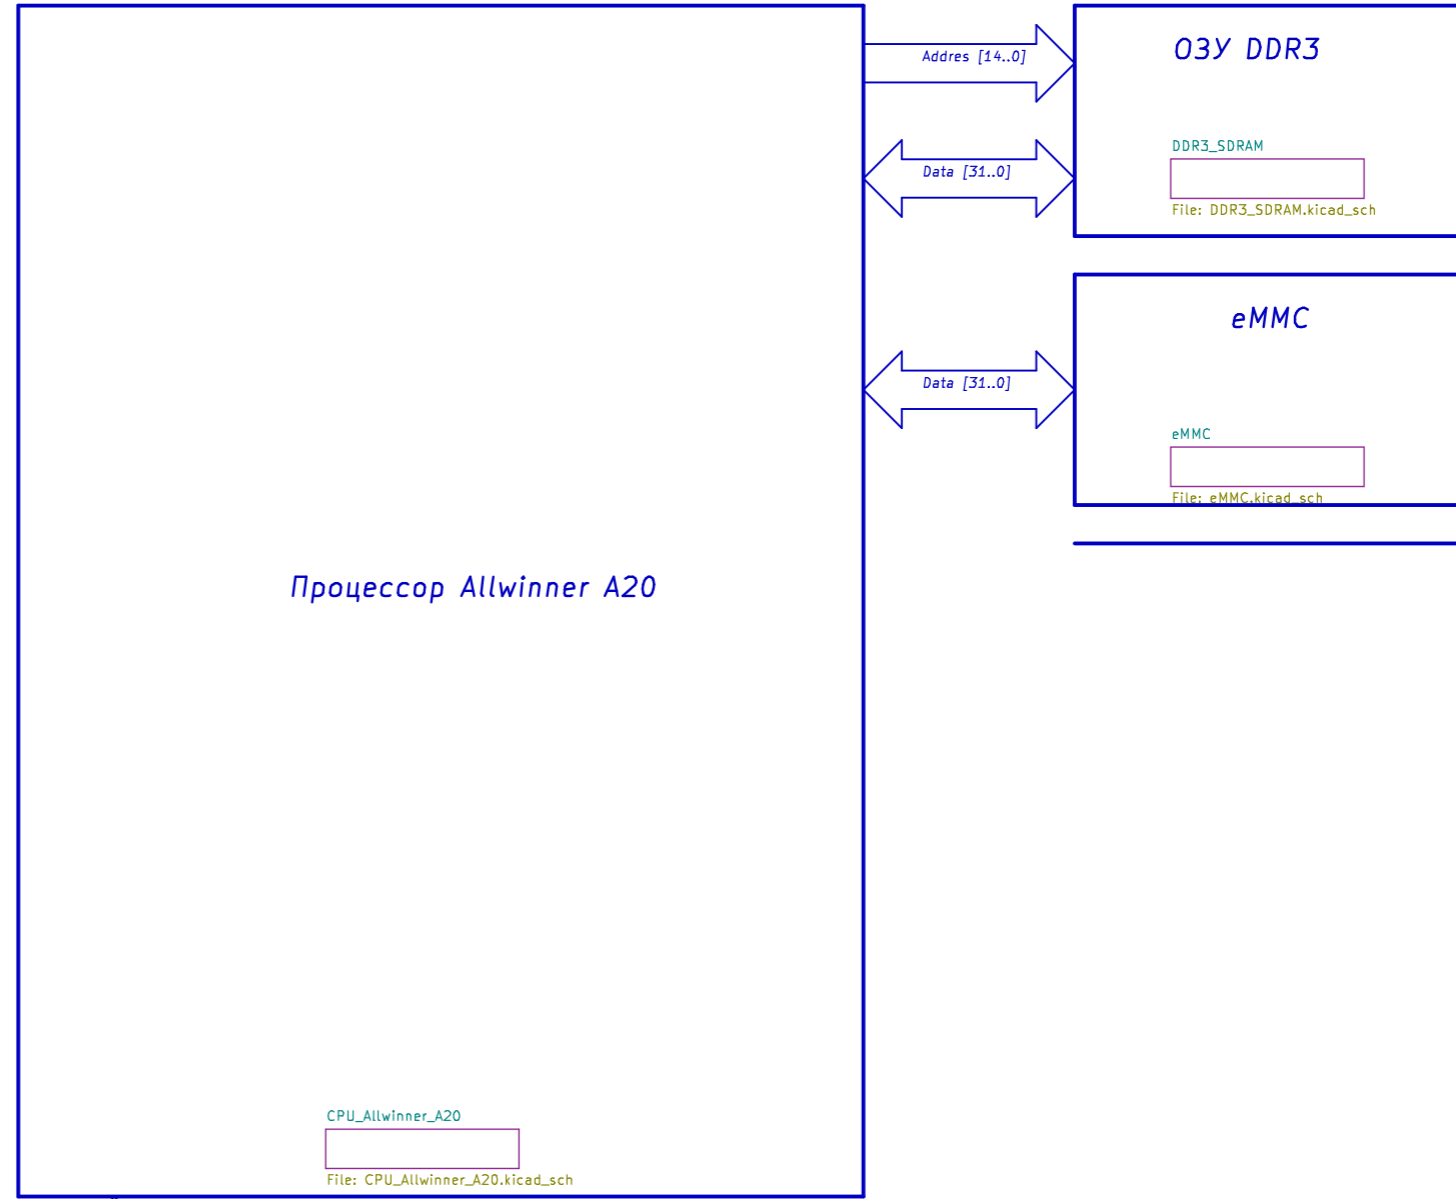 Addres [14..0]
ОЗУ DDR3
DDR3_SDRAM
Data [31..0]
File: DDR3_SDRAM.kicad_sch
eMMC
Data [31..0]
eMMC
File: eMMC.kicad_sch
Процессор Allwinner A20
CPU_Allwinner_A20
File: CPU_Allwinner_A20.kicad_sch